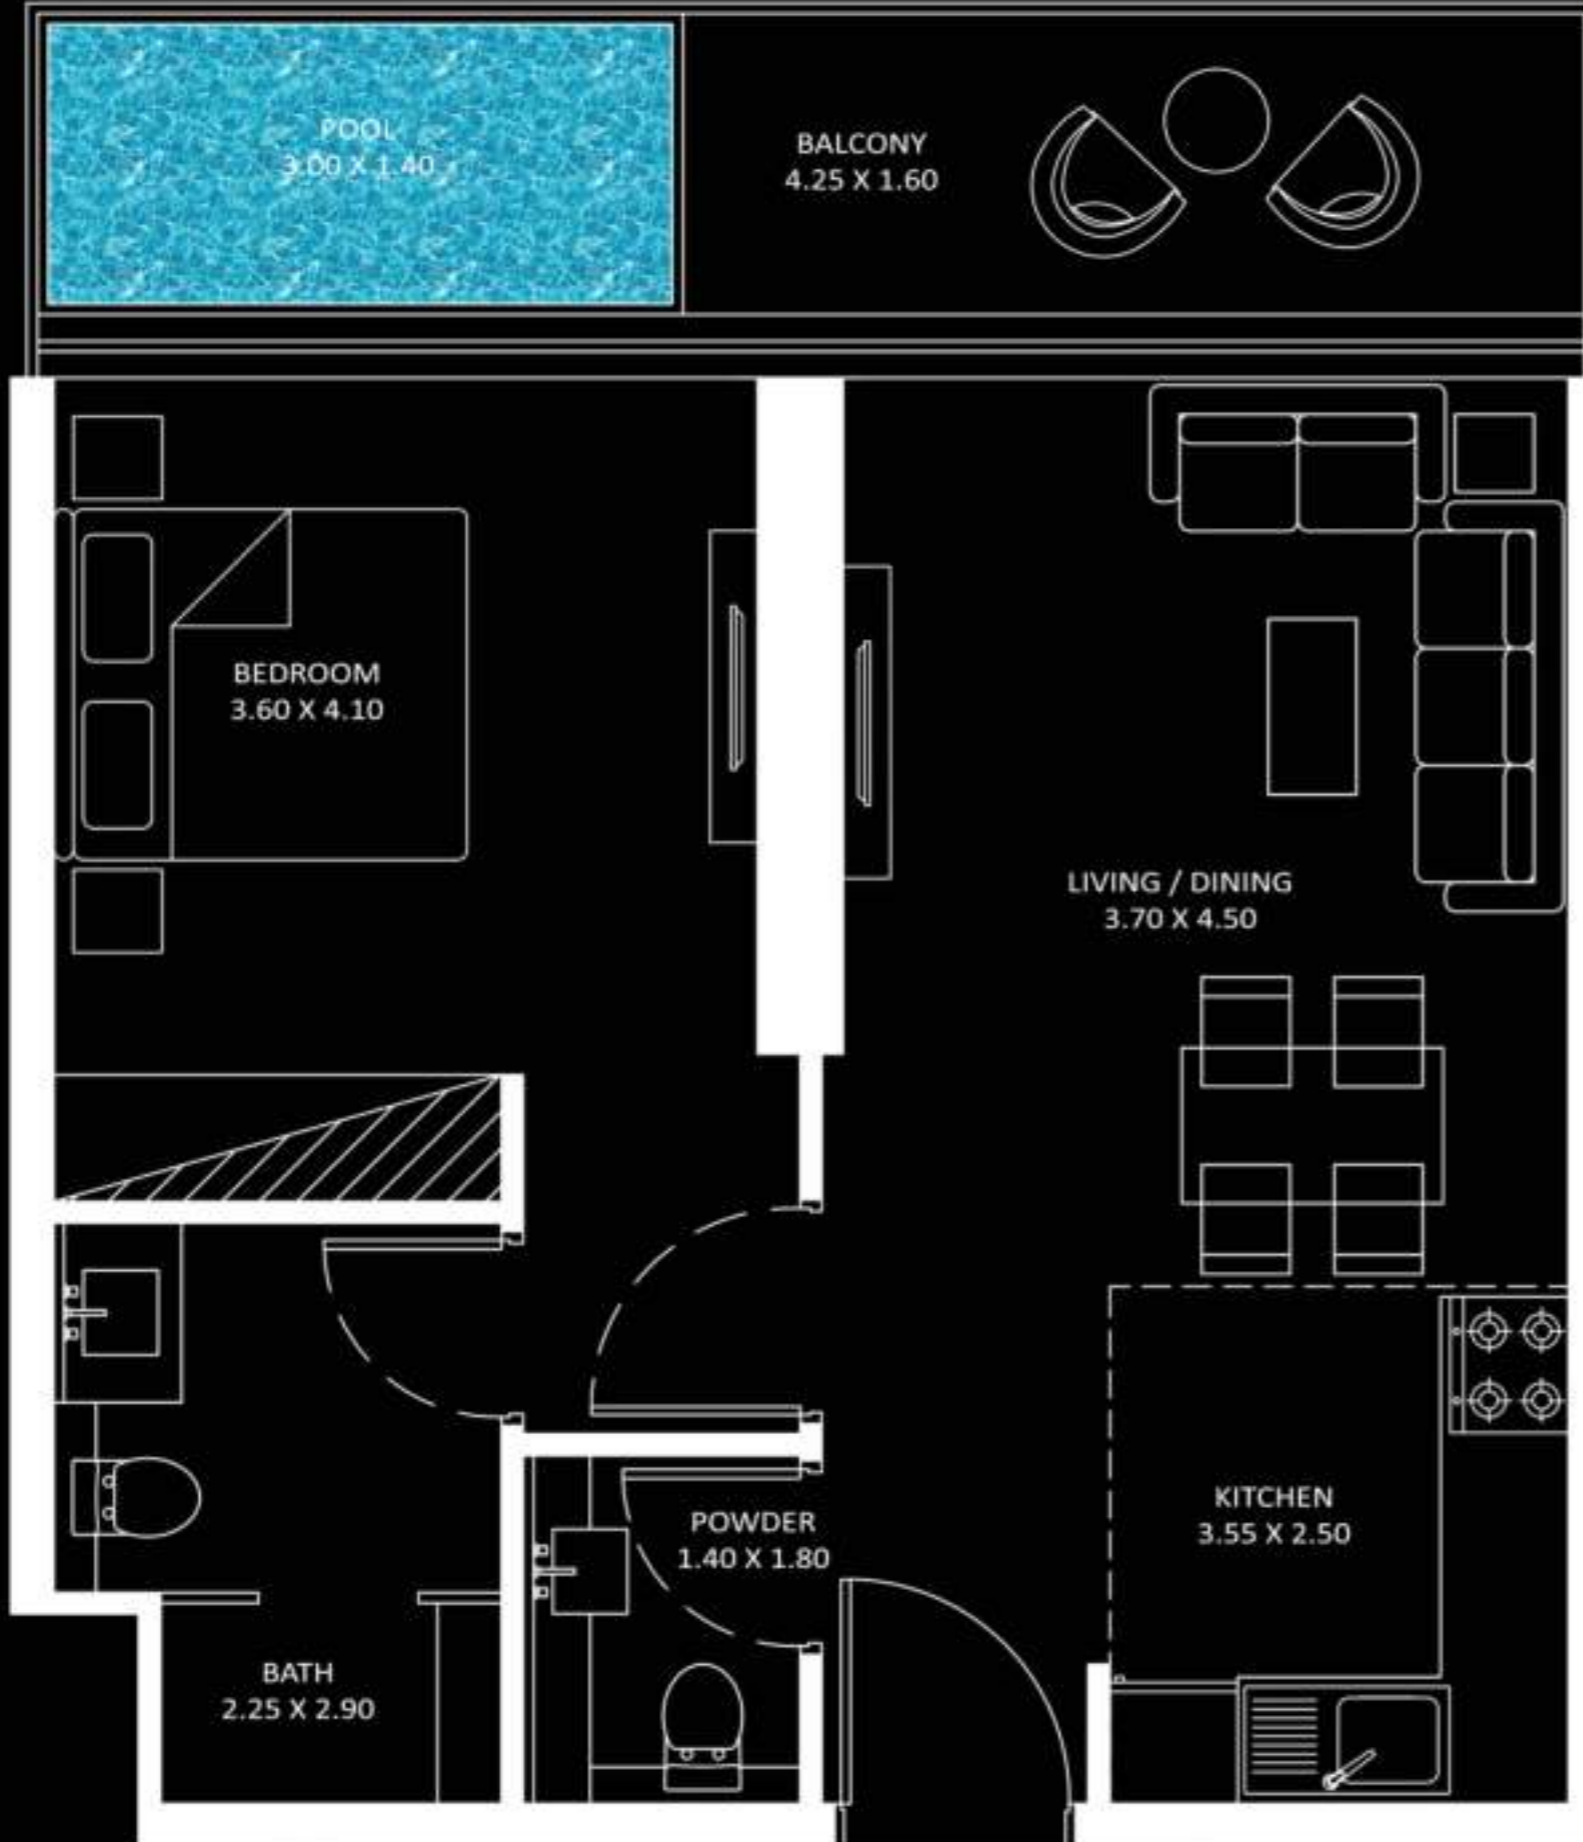 POOL
3.00 X 1.40
BALCONY
4.25 X 1.60
BEDROOM
3.60 X 4.10
LIVING / DINING
3.70 X 4.50
KITCHEN
3.55 X 2.50
POWDER
1.40 X 1.80
BATH
2.25 X 2.90